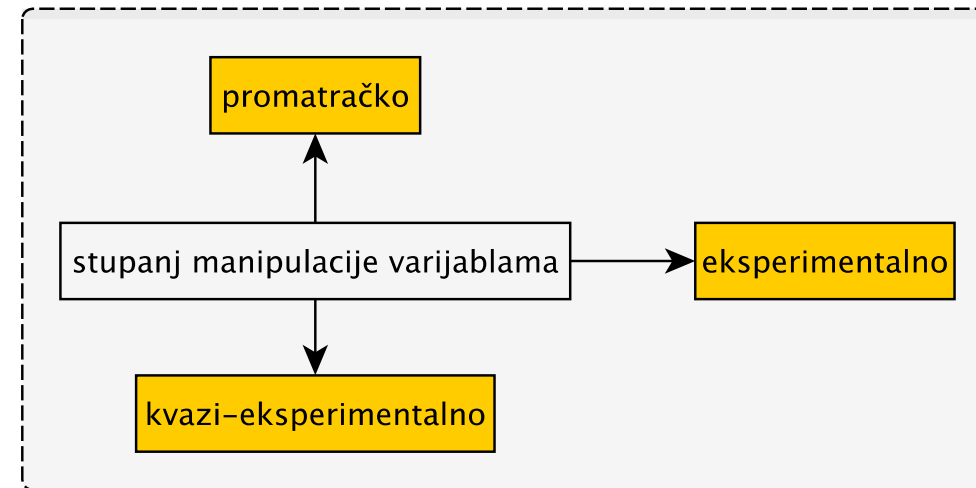 promatračko
stupanj manipulacije varijablama
eksperimentalno
kvazi-eksperimentalno